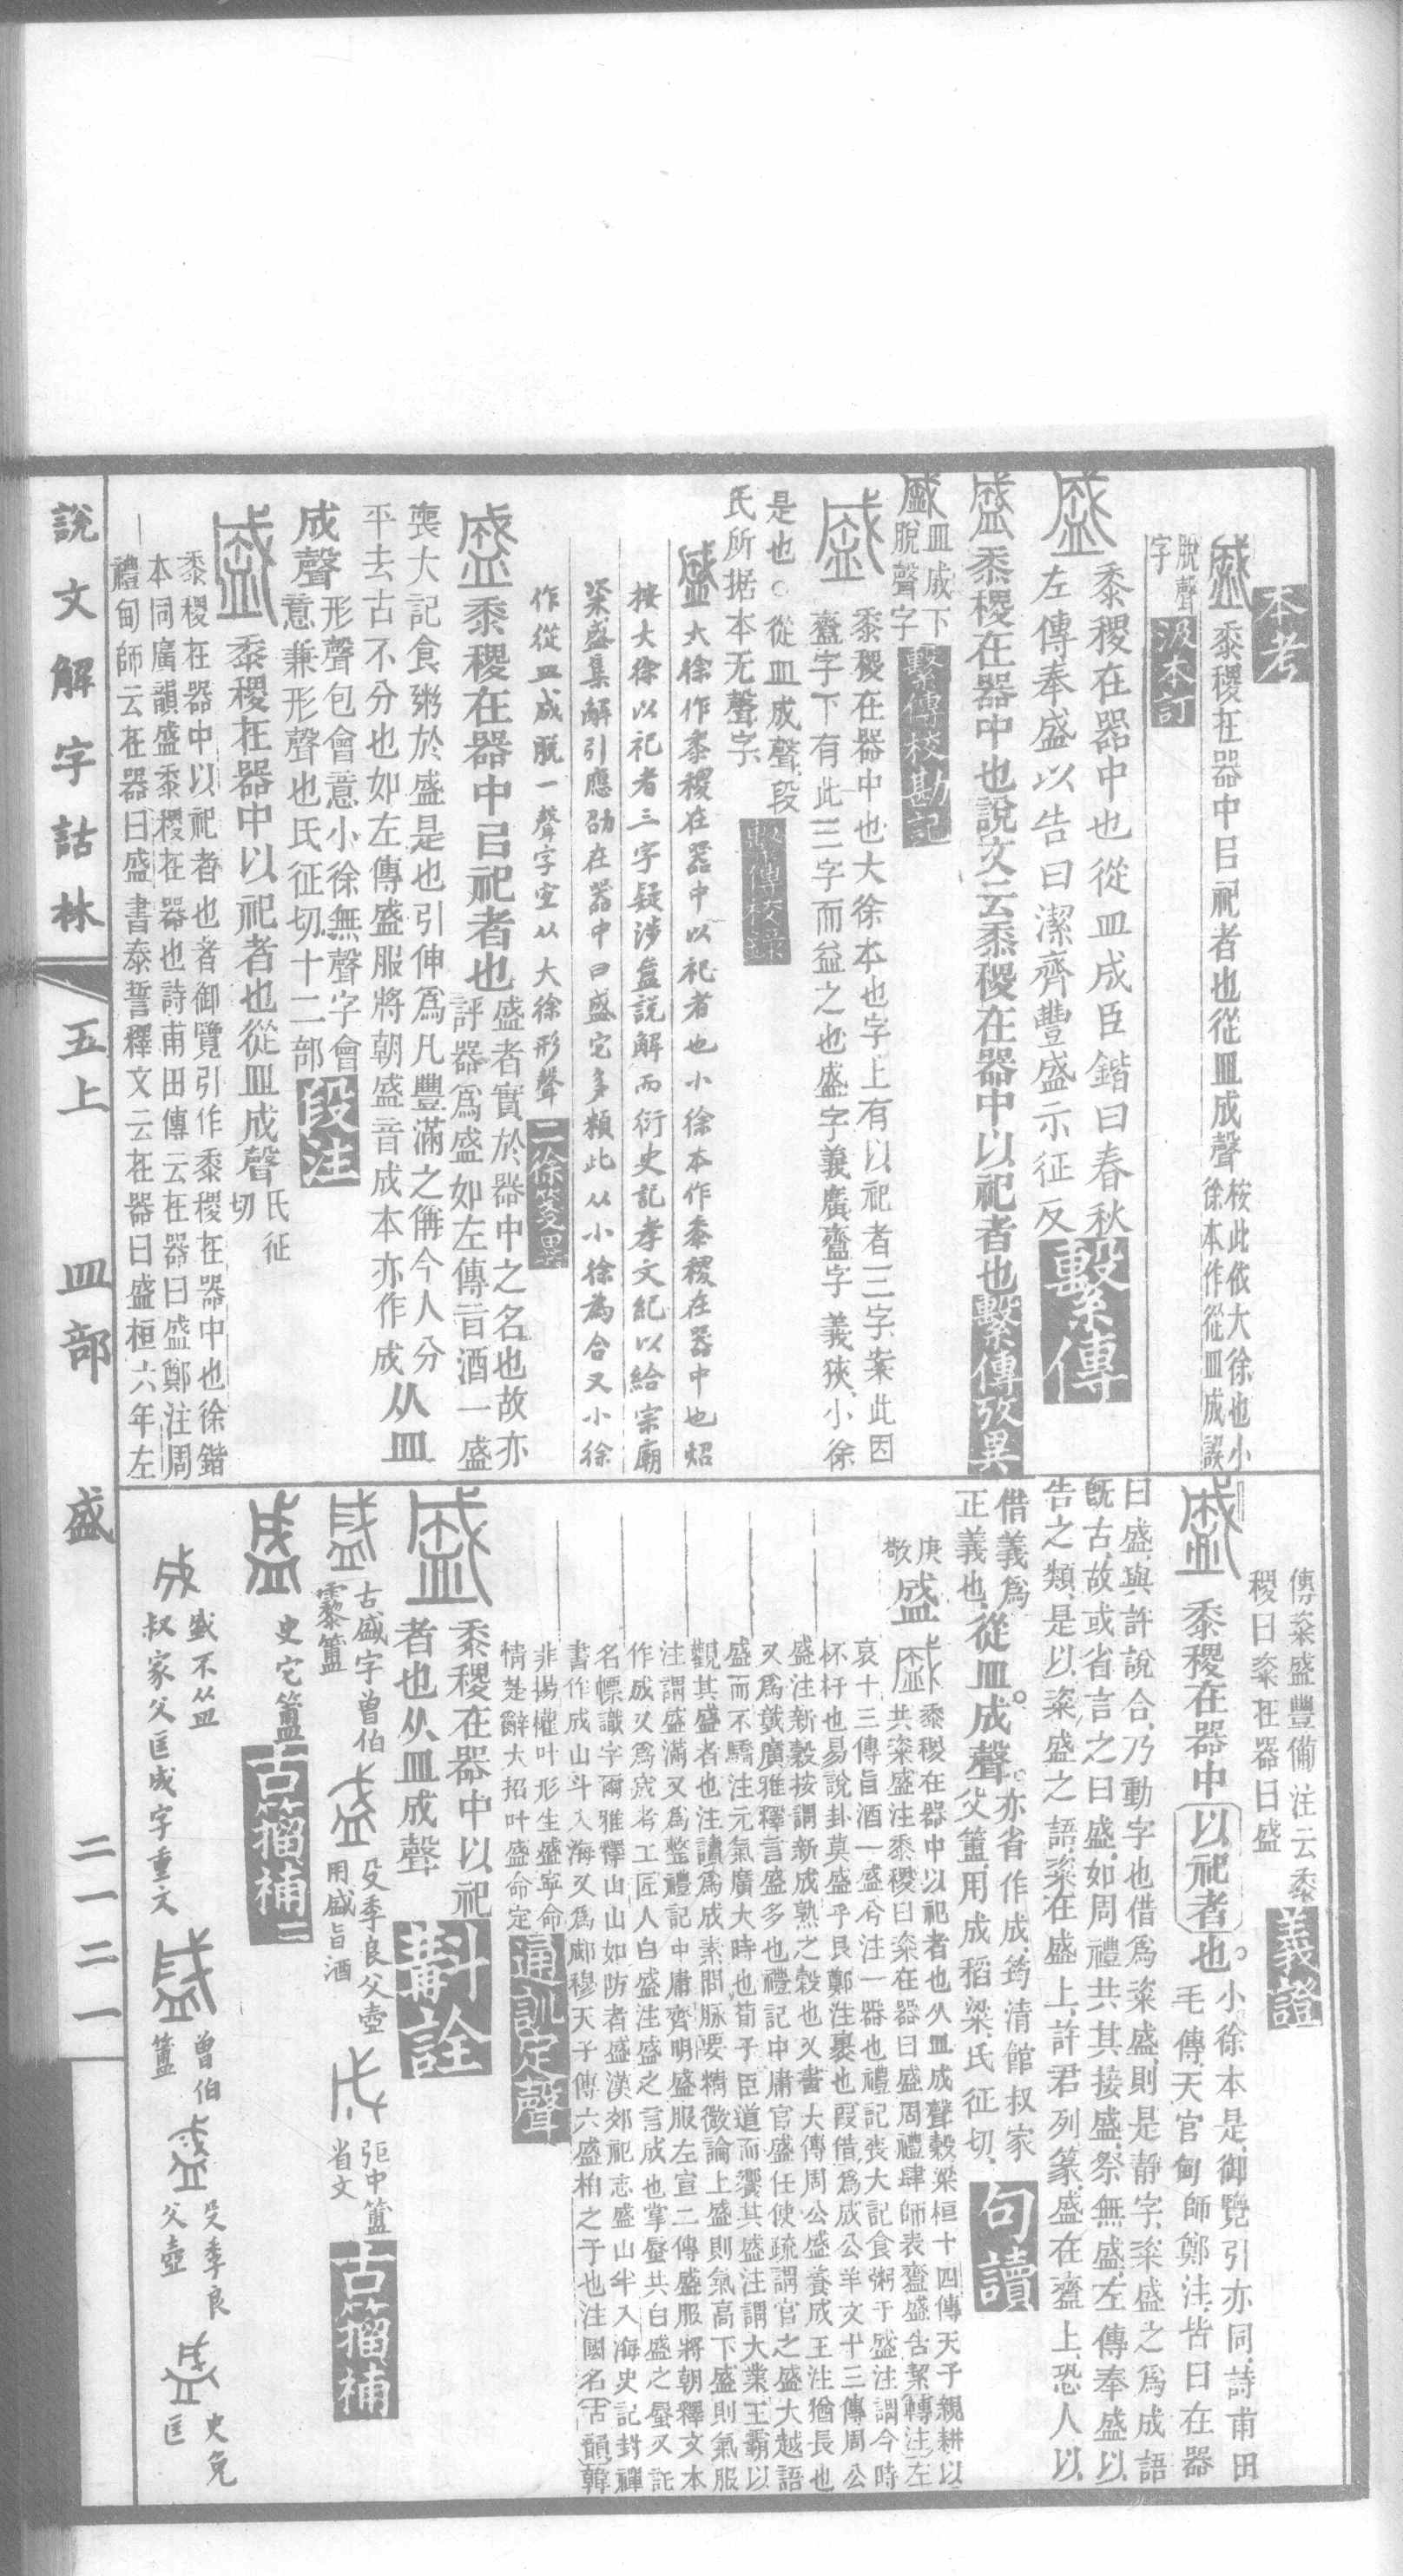 本考
黍稷在器中㠯祀者也從皿成聲
桉此依大徐也小
徐本作從皿成誤
脫聲
字
汲本訂
黍稷在器中也從皿成臣鍇曰春秋
左傳奉盛以告曰潔齊豐盛示征反
繫傳
黍稷在器中也說文云黍稷在器中以祀者也
繫傳攷異
皿成下
脫聲字
繫傳校勘記
黍稷在器中也大徐本也字上有以祀者三字案此因
齍字下有此三字而益之也盛字義廣齍字義狹小徐
是也。從皿成聲段
氏所据本无聲字
繫傳校錄
大徐作黍稷在器中以祀者也小徐本作黍稷在器中也炤
按大徐以祀者三字疑涉齍說解而衍史記孝文紀以給宗廟
粢盛集解引應劭在器中曰盛它多類此从小徐為合又小徐
作從皿成脫一聲字空从大徐形聲
二徐箋異
黍稷在器中㠯祀者也
盛者實於器中之名也故亦
評器爲盛如左傳旨酒一盛
喪大記食粥於盛是也引伸爲凡豐滿之偁今人分
平去古不分也如左傳盛服將朝盛音成本亦作成
从皿
成聲
形聲包會意小徐無聲字會
意兼形聲也氏征切十二部
段注
黍稷在器中以祀者也從皿成聲
氏征
切
黍稷在器中以祀者也者御覽引作黍稷在器中也徐鍇
本同廣韻盛黍稷在器也詩甫田傳云在器曰盛鄭注周
禮甸師云在器曰盛書泰誓釋文云在器曰盛桓六年左
傳粢盛豐備注云黍
稷曰粢在器曰盛
義證
黍稷在器中以祀者也。
小徐本是御覽引亦同詩甫田
毛傳天官甸師鄭注皆曰在器
曰盛與許說合乃動字也借爲粢盛則是靜字粢盛之爲成語
旣古故或省言之曰盛如周禮共其接盛祭無盛左傳奉盛以
告之類是以粢盛之語粢在盛上許君列篆盛在齍上恐人以
借義爲
正義也
從皿成聲。
亦省作成筠清館叔家
父簠用成稻粱氏征切
句讀
庚
敬
盛
黍稷在器中以祀者也从皿成聲穀梁桓十四傳天子親耕以
共粢盛注黍稷曰粢在器曰盛周禮肆師表齍盛告絜轉注左
哀十三傳旨酒一盛兮注一器也禮記喪大記食粥于盛注謂今時
杯杅也易說卦莫盛乎艮鄭注裹也叚借爲成公羊文十三傳周公
盛注新穀按謂新成熟之穀也又書大傳周公盛養成王注猶長也
又爲䖒廣雅釋言盛多也禮記中庸官盛任使疏謂官之盛大越語
盛而不驕注元氣廣大時也荀子臣道而饗其盛注謂大業王霸以
觀其盛者也注讀爲成素問脈要精微論上盛則氣高下盛則氣服
注謂盛滿又爲整禮記中庸齊明盛服左宣二傳盛服將朝釋文本
作成又爲宬考工匠人白盛注盛之言成也掌蜃共白盛之蜃又託
名幖識字爾雅釋山山如防者盛漢郊祀志盛山半入海史記封禪
書作成山斗入海又爲郕穆天子傳六盛柏之子也注國名古韻韓
非揚權叶形生盛寧命
情楚辭大招叶盛命定
通訓定聲
黍稷在器中以祀
者也从皿成聲
斠詮
古盛字曾伯
霥簠
殳季良父壺
用盛旨酒
弡中簠
省文
古籀補
史宂簠
古籀補二
盛不从皿
叔家父匡成字重文
曾伯
簠
殳季良
父壺
史免
匡
說文解字詁林
五上
皿部
盛
二一二一